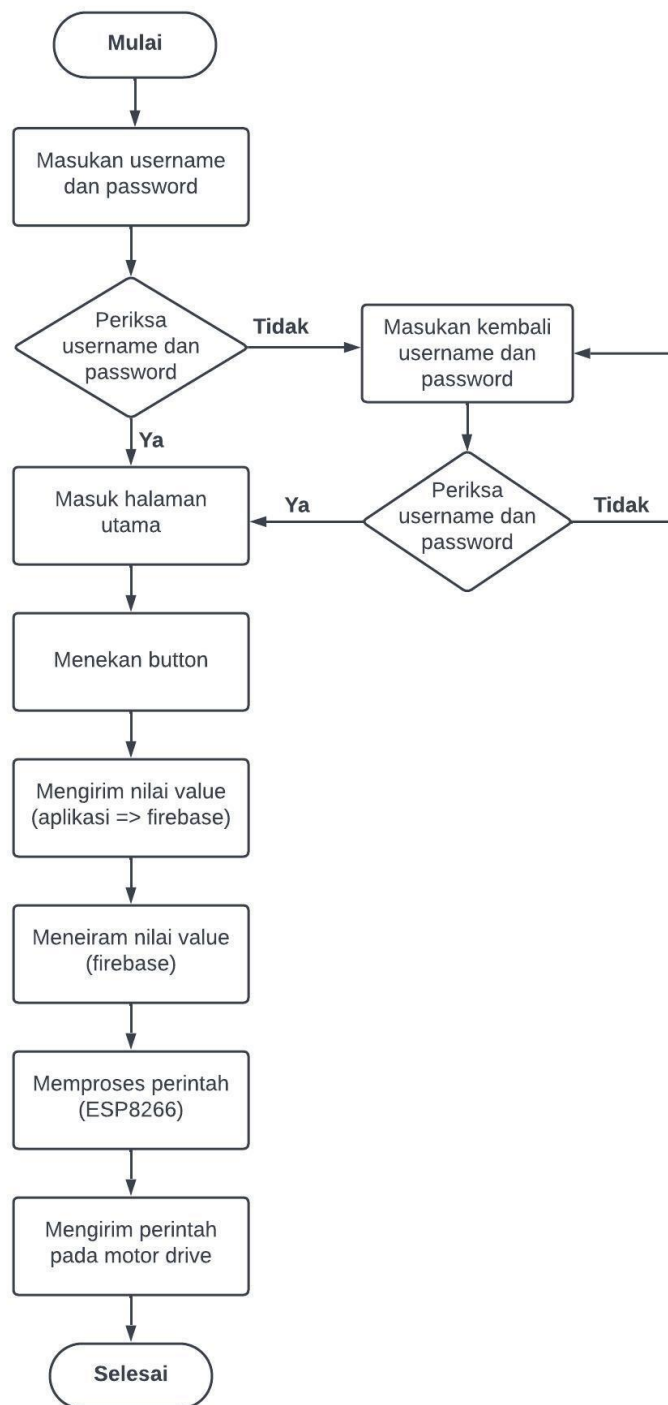 Mulai
Masukan username
dan password
Periksa
username dan
password
Tidak
Masukan kembali
username dan
password
Ya
Masuk halaman
utama
Ya
Periksa
username dan
password
Tidak
Menekan button
Mengirim nilai value
(aplikasi => firebase)
Meneiram nilai value
(firebase)
Memproses perintah
(ESP8266)
Mengirim perintah
pada motor drive
Selesai